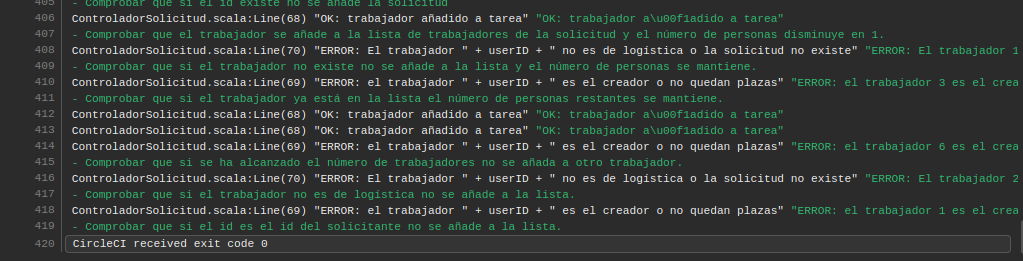 405 - Comprobar que si el id existe no se añade la solicitud
406 ControladorSolicitud.scala:Line(68) "OK: trabajador añadido a tarea" "OK: trabajador a\u00f1adido a tarea"
407 - Comprobar que el trabajador se añade a la lista de trabajadores de la solicitud y el número de personas disminuye en 1.
408 ControladorSolicitud.scala:Line(70) "ERROR: El trabajador " + userID + " no es de logística o la solicitud no existe" "ERROR: El trabajador 1
409 - Comprobar que si el trabajador no existe no se añade a la lista y el número de personas se mantiene.
410 ControladorSolicitud.scala:Line(69) "ERROR: el trabajador " + userID + " es el creador o no quedan plazas" "ERROR: el trabajador 3 es el crea
411 - Comprobar que si el trabajador ya está en la lista el número de personas restantes se mantiene.
412 ControladorSolicitud.scala:Line(68) "OK: trabajador añadido a tarea" "OK: trabajador a\u00f1adido a tarea"
413 ControladorSolicitud.scala:Line(68) "OK: trabajador añadido a tarea" "OK: trabajador a\u00f1adido a tarea"
414 ControladorSolicitud.scala:Line(69) "ERROR: el trabajador " + userID + " es el creador o no quedan plazas" "ERROR: el trabajador 6 es el crea
415 - Comprobar que si se ha alcanzado el número de trabajadores no se añada a otro trabajador.
416 ControladorSolicitud.scala:Line(70) "ERROR: El trabajador " + userID + " no es de logística o la solicitud no existe" "ERROR: El trabajador 2
417 - Comprobar que si el trabajador no es de logística no se añade a la lista.
418 ControladorSolicitud.scala:Line(69) "ERROR: el trabajador " + userID + " es el creador o no quedan plazas" "ERROR: el trabajador 1 es el crea
419 - Comprobar que si el id es el id del solicitante no se añade a la lista.
420 CircleCI received exit code 0